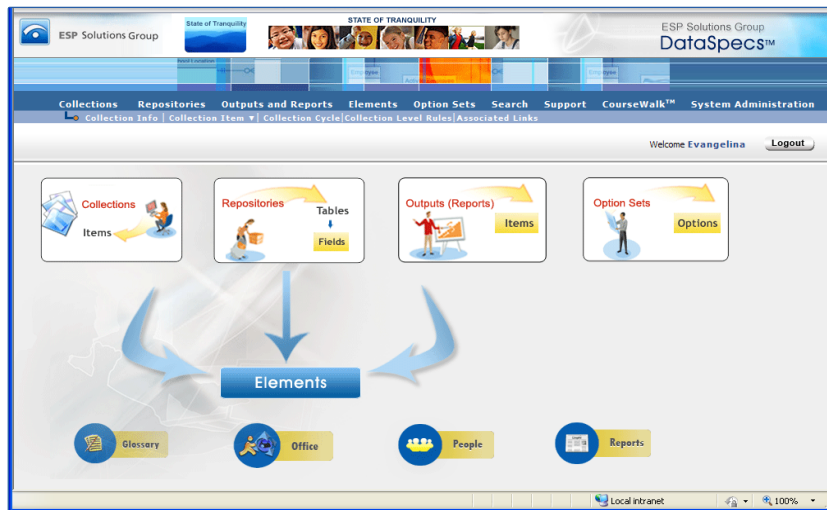 ESP Solutions Group
State of Tranquility
STATE OF TRANQUILITY
ESP Solutions Group
DataSpecs™
Employee
Employee
Collections Repositories Outputs and Reports Elements Option Sets Search Support CourseWalk™ System Administration
Collection Info | Collection Item ▼| Collection Cycle|Collection Level Rules|Associated Links
Welcome Evangelina Logout
Collections
Items
Repositories
Tables
Fields
Outputs (Reports)
Items
Option Sets
Options
Elements
Glossary
Office
People
Reports
Local intranet
100%